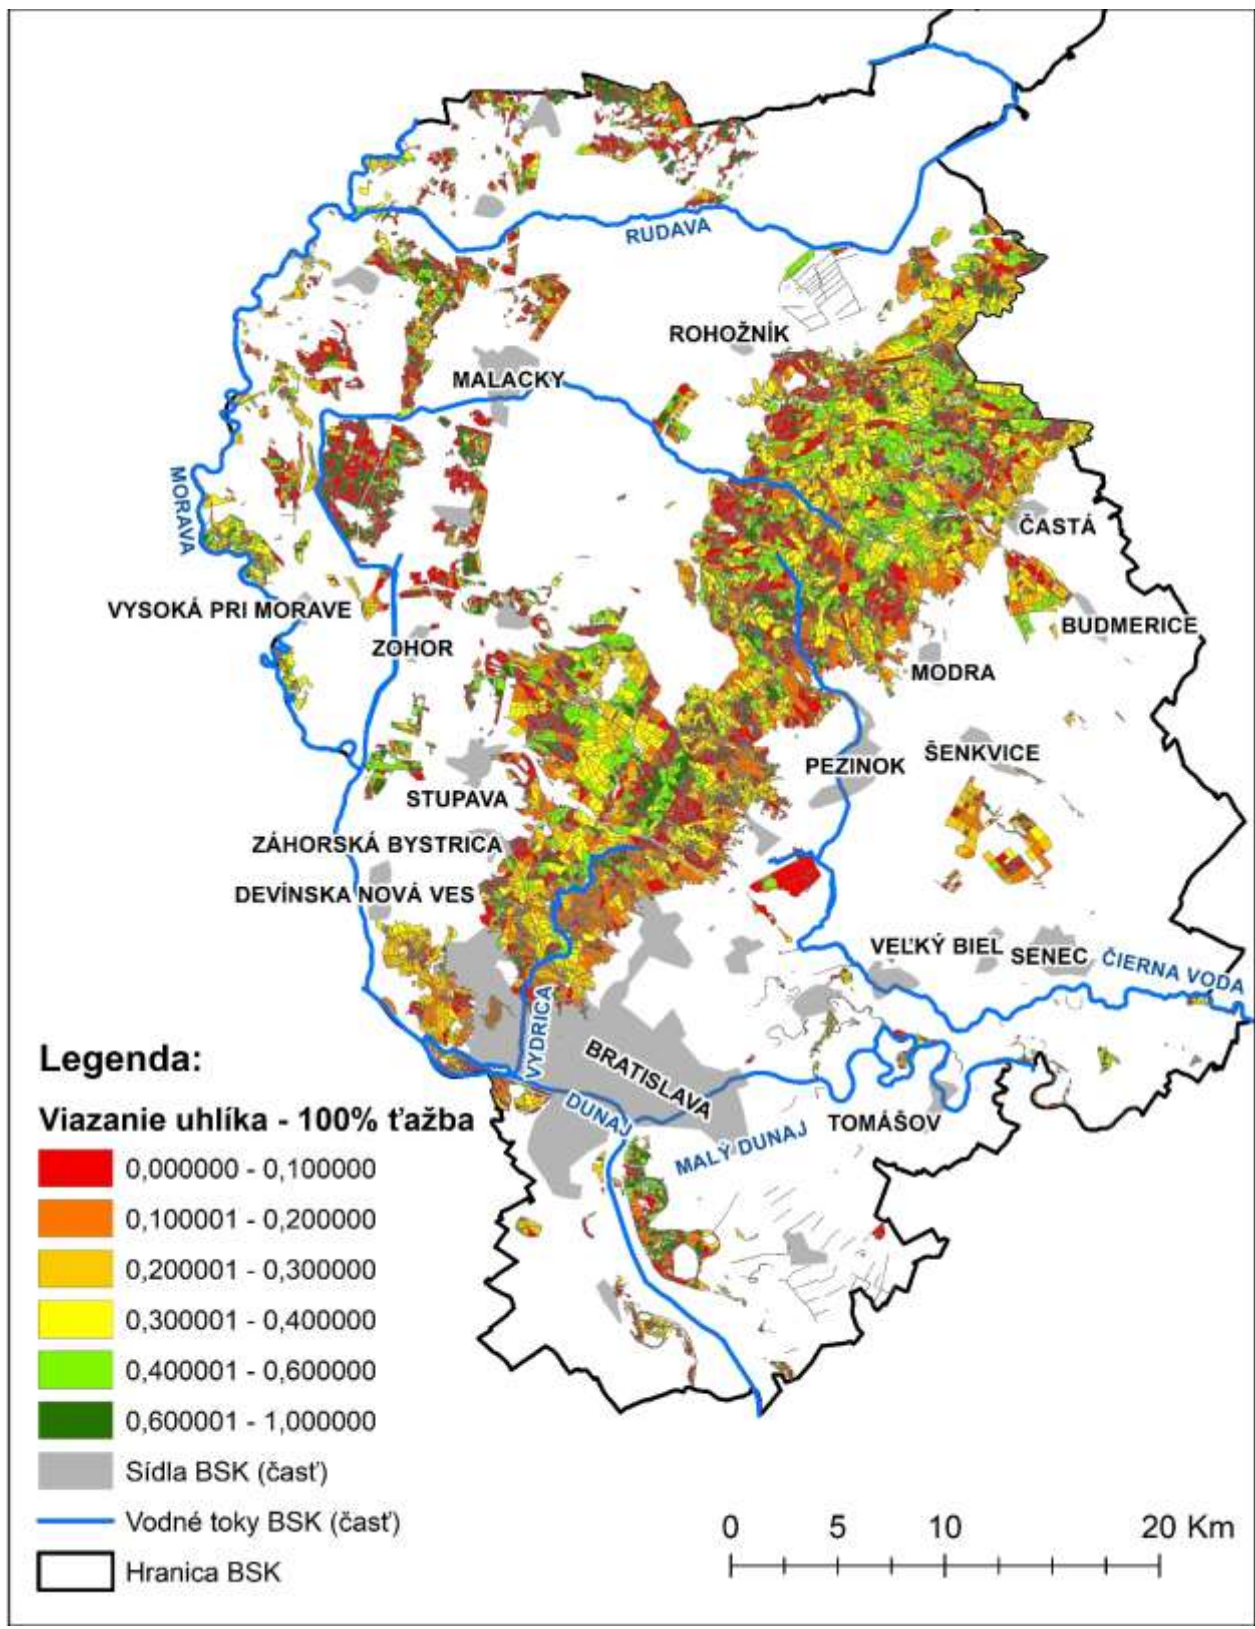 RUDAVA
ROHOŽNÍK
MALACKY
MORAVA
ČASTÁ
VYSOKÁ PRI MORAVE
BUDMERICE
ZOHOR
MODRA
ŠENKVICE
PEZINOK
STUPAVA
ZÁHORSKÁ BYSTRICA
DEVÍNSKA NOVÁ VES
VEĽKÝ BIEL
SENEC
ČIERNA VODA
VYDRICA
BRATISLAVA
DUNAJ
MALÝ DUNAJ
TOMÁŠOV
Legenda:
Viazanie uhlíka - 100% ťažba
0,000000 - 0,100000
0,100001 - 0,200000
0,200001 - 0,300000
0,300001 - 0,400000
0,400001 - 0,600000
0,600001 - 1,000000
Sídla BSK (časť)
Vodné toky BSK (časť)
Hranica BSK
0 5 10 20 Km